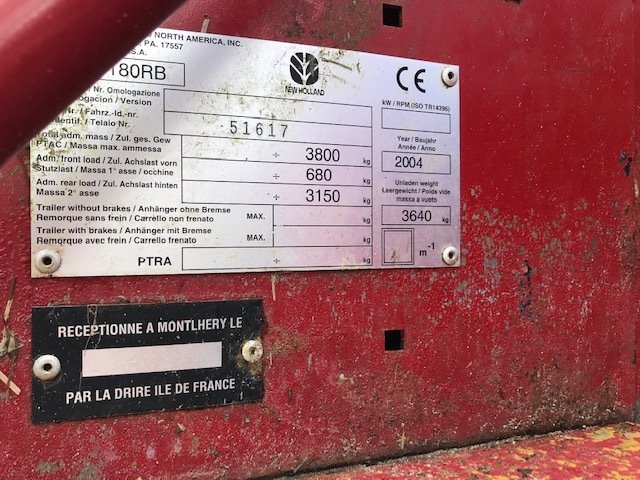 NORTH AMERICA, INC.
PA. 17557
S.A.
180RB
NEW HOLLAND
CE
Nr. Omologazione
/ Version
kW / RPM (ISO TR14396)
Nr. / Fahrz.-Id.-nr.
/ Telaio Nr.
51617
Total adm. mass / Zul. ges. Gew
PTAC / Massa max. ammessa
÷ 3800 kg
Year / Baujahr
Année / Anno
2004
Adm. front load / Zul. Achslast vorn
Stutzlast / Massa 1° asse / occhine
÷ 680 kg
Adm. rear load / Zul. Achslast hinten
Massa 2° asse
÷ 3150 kg
Unladen weight
Leergewicht / Poids vide
massa a vuoto
3640 kg
Trailer without brakes / Anhänger ohne Bremse
Remorque sans frein / Carrello non frenato
MAX. kg
Trailer with brakes / Anhänger mit Bremse
Remorque avec frein / Carrello frenato
MAX. kg
PTRA ÷ kg
m-1
RECEPTIONNE A MONTLHERY LE
PAR LA DRIRE ILE DE FRANCE